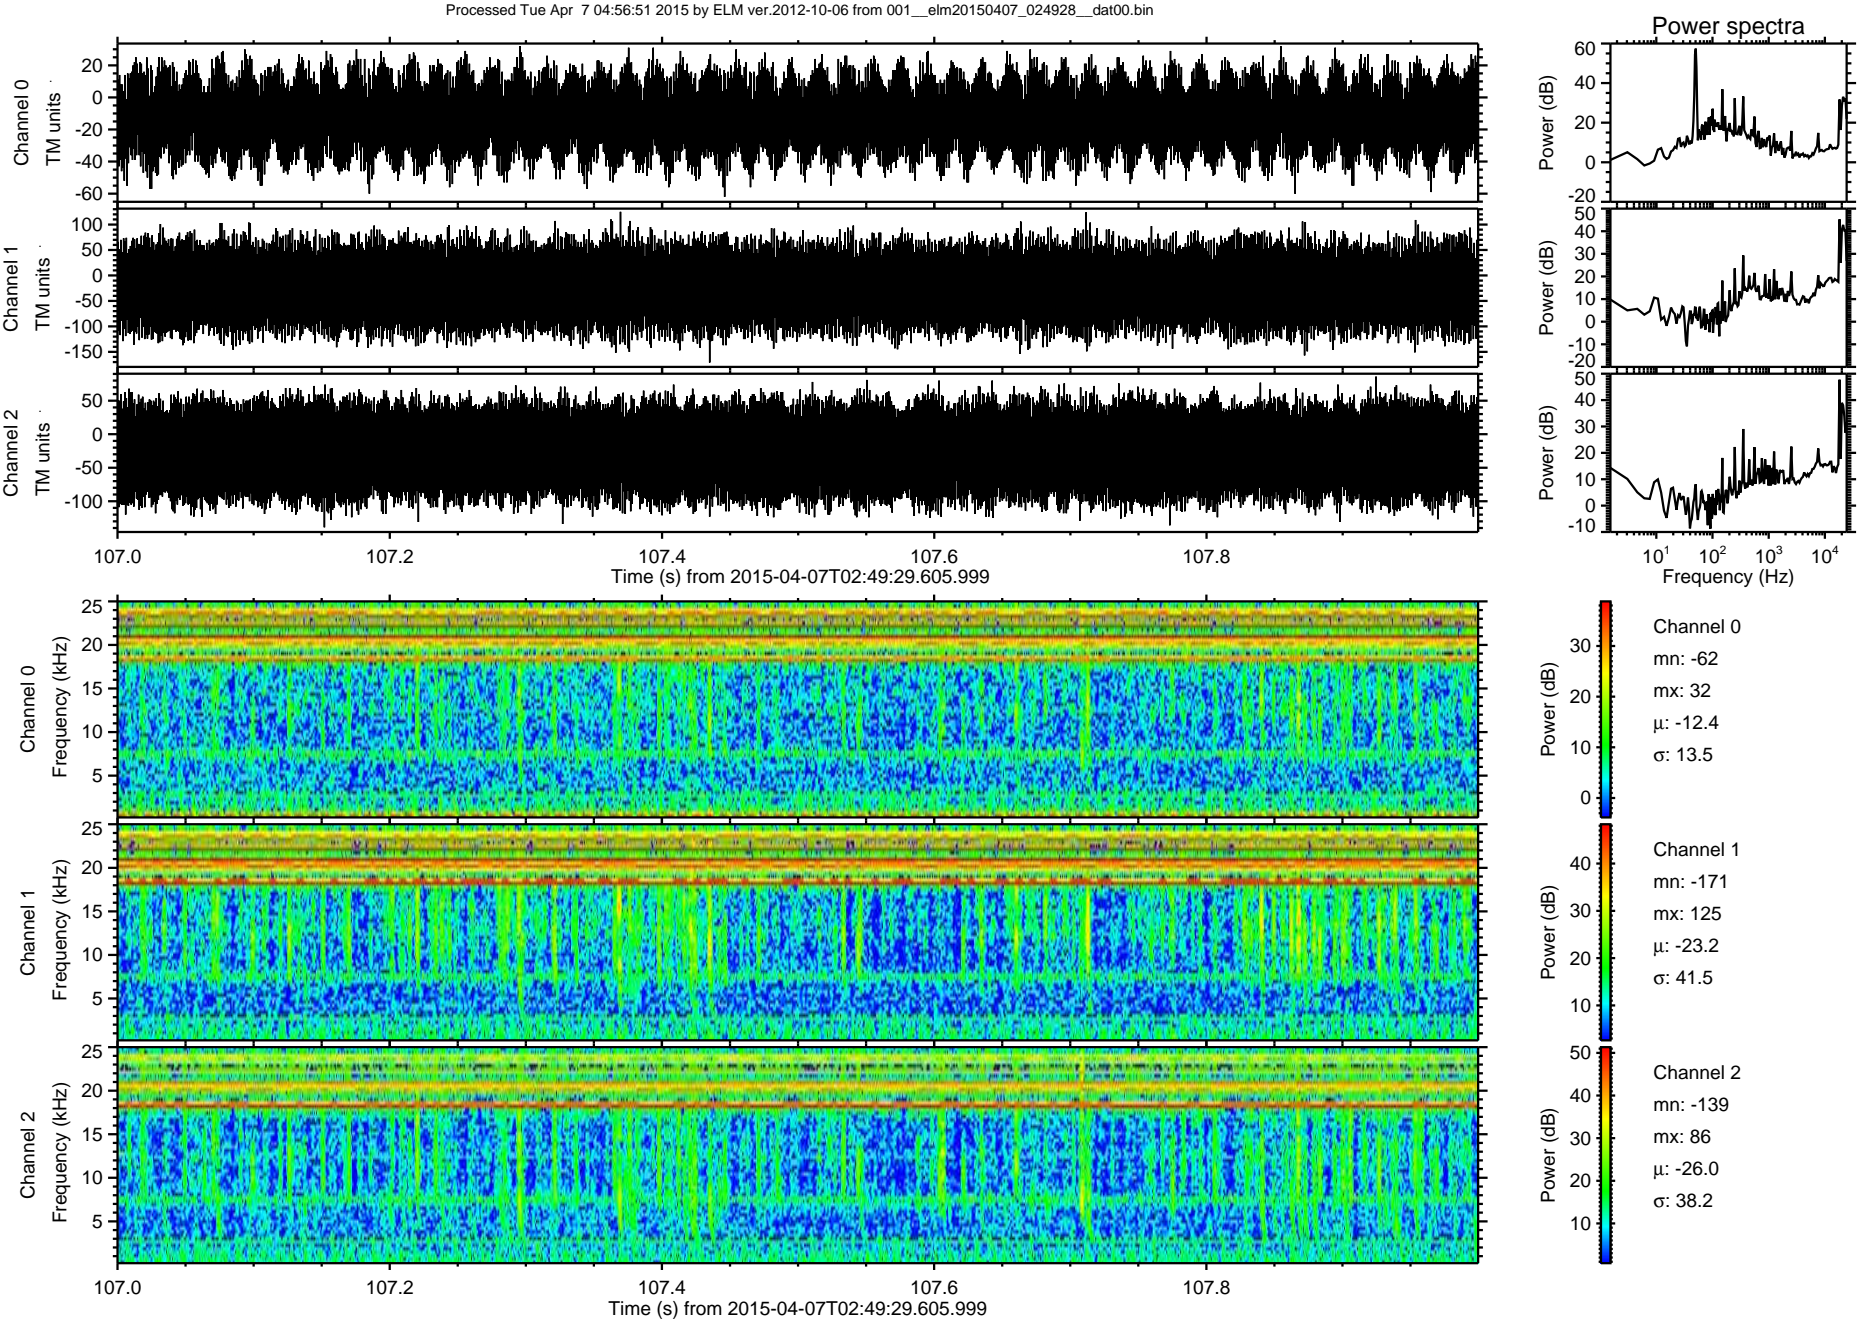 Processed Tue Apr 7 04:56:51 2015 by ELM ver.2012-10-06 from 001__elm20150407_024928__dat00.bin
Power spectra
Channel 0
TM units
20
0
-20
-40
-60
Power (dB)
60
40
20
0
-20
Channel 1
TM units
100
50
0
-50
-100
-150
Power (dB)
50
40
30
20
10
0
-10
-20
Channel 2
TM units
50
0
-50
-100
Power (dB)
50
40
30
20
10
0
-10
107.0 107.2 107.4 107.6 107.8
Time (s) from 2015-04-07T02:49:29.605.999
10¹ 10² 10³ 10⁴
Frequency (Hz)
Channel 0
Frequency (kHz)
25
20
15
10
5
Power (dB)
30
20
10
0
Channel 0
mn: -62
mx: 32
μ: -12.4
σ: 13.5
Channel 1
Frequency (kHz)
25
20
15
10
5
Power (dB)
40
30
20
10
Channel 1
mn: -171
mx: 125
μ: -23.2
σ: 41.5
Channel 2
Frequency (kHz)
25
20
15
10
5
Power (dB)
50
40
30
20
10
Channel 2
mn: -139
mx: 86
μ: -26.0
σ: 38.2
107.0 107.2 107.4 107.6 107.8
Time (s) from 2015-04-07T02:49:29.605.999